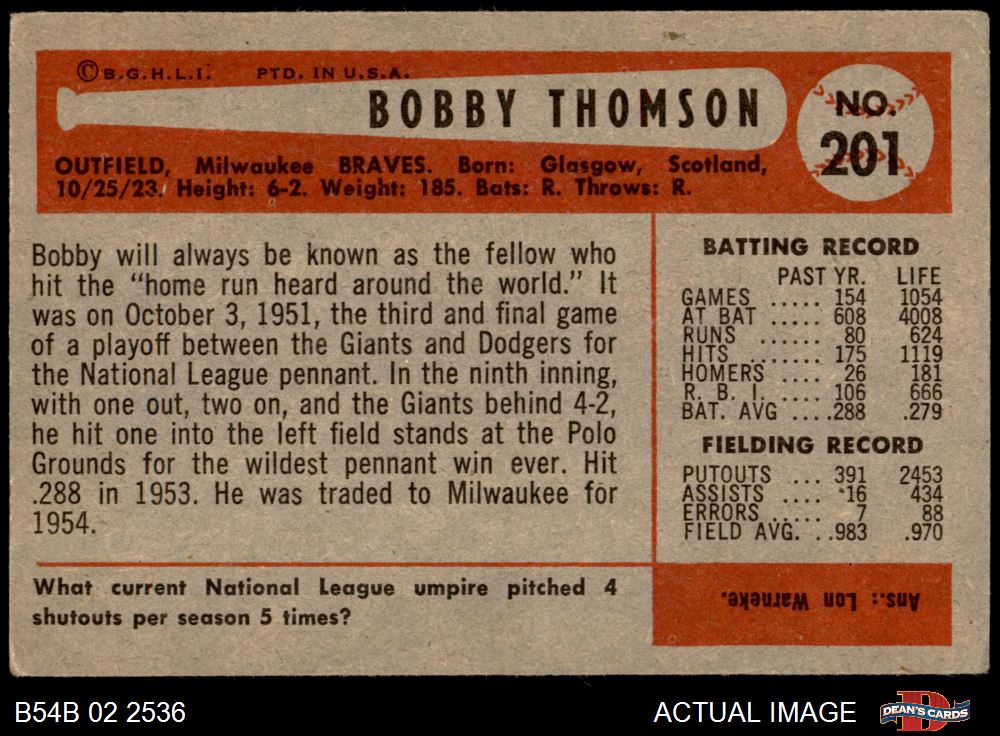 ©B.G.H.L.I. PTD. IN U.S.A.
BOBBY THOMSON
NO.
201
OUTFIELD, Milwaukee BRAVES. Born: Glasgow, Scotland,
10/25/23. Height: 6-2. Weight: 185. Bats: R. Throws: R.
Bobby will always be known as the fellow who
hit the “home run heard around the world.” It
was on October 3, 1951, the third and final game
of a playoff between the Giants and Dodgers for
the National League pennant. In the ninth inning,
with one out, two on, and the Giants behind 4-2,
he hit one into the left field stands at the Polo
Grounds for the wildest pennant win ever. Hit
.288 in 1953. He was traded to Milwaukee for
1954.
BATTING RECORD
PAST YR. LIFE
GAMES ..... 154 1054
AT BAT ..... 608 4008
RUNS ...... 80 624
HITS ....... 175 1119
HOMERS .... 26 181
R. B. I. .... 106 666
BAT. AVG ....288 .279
FIELDING RECORD
PUTOUTS ... 391 2453
ASSISTS .... 16 434
ERRORS ..... 7 88
FIELD AVG. ..983 .970
What current National League umpire pitched 4
shutouts per season 5 times?
Ans.: Lon Warneke.
B54B 02 2536
ACTUAL IMAGE
D
DEAN'S CARDS